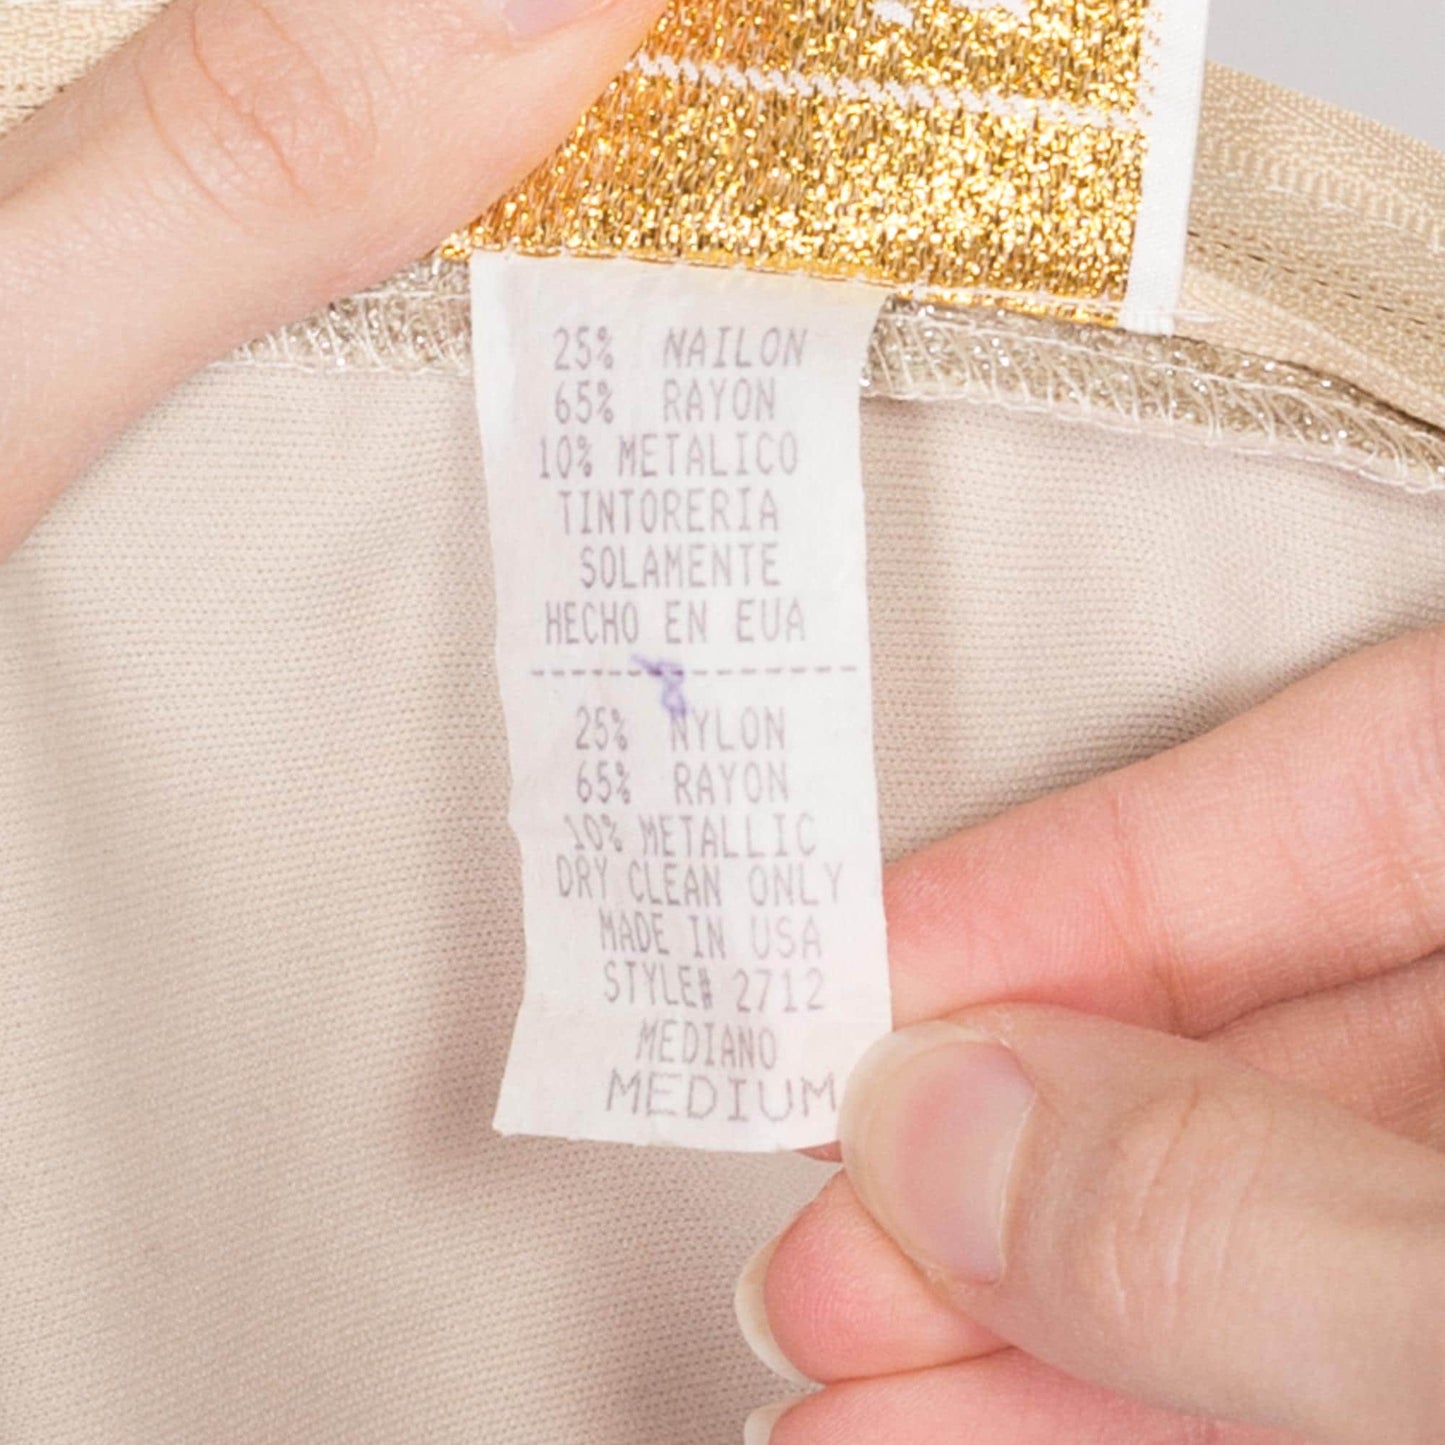 25% NAILON
65% RAYON
10% METALICO
TINTORERIA
SOLAMENTE
HECHO EN EUA
25% NYLON
65% RAYON
10% METALLIC
DRY CLEAN ONLY
MADE IN USA
STYLE# 2712
MEDIANO
MEDIUM